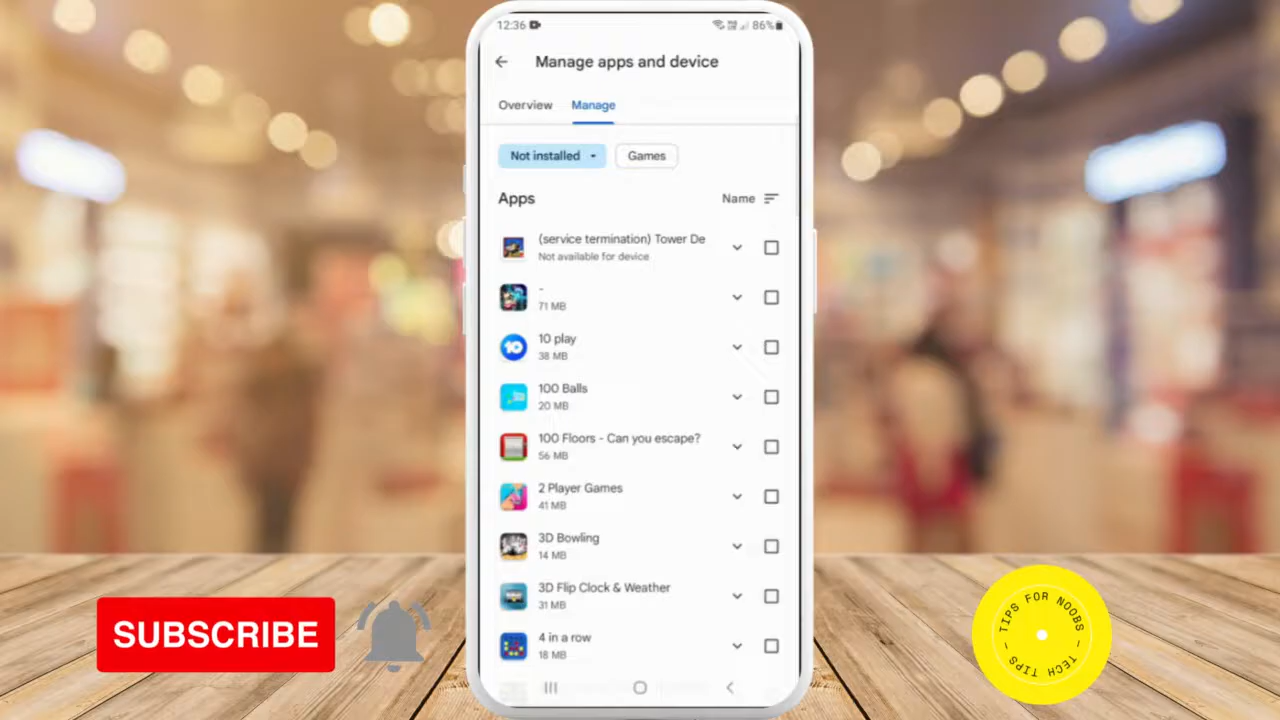 12:36
86%
Manage apps and device
Overview
Manage
Not installed
Games
Apps
Name
(service termination) Tower De
Not available for device
-
71 MB
10 play
38 MB
100 Balls
20 MB
100 Floors - Can you escape?
56 MB
2 Player Games
41 MB
3D Bowling
14 MB
3D Flip Clock & Weather
31 MB
4 in a row
18 MB
SUBSCRIBE
TIPS FOR NOOBS
- TECH TIPS -